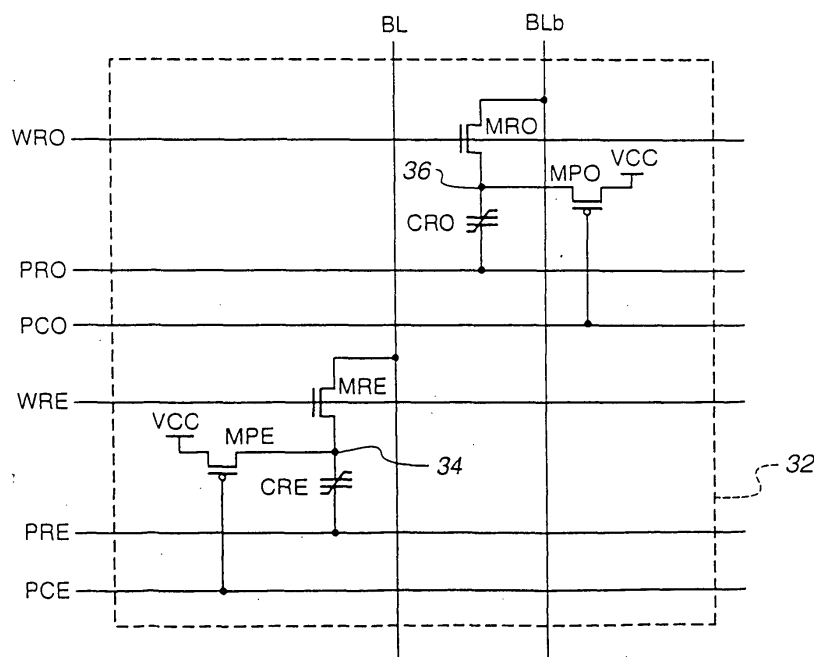 BL BLb
WRO MRO
VCC
36 MPO
CRO
PRO
PCO
MRE
WRE
VCC
MPE
34 32
CRE
PRE
PCE